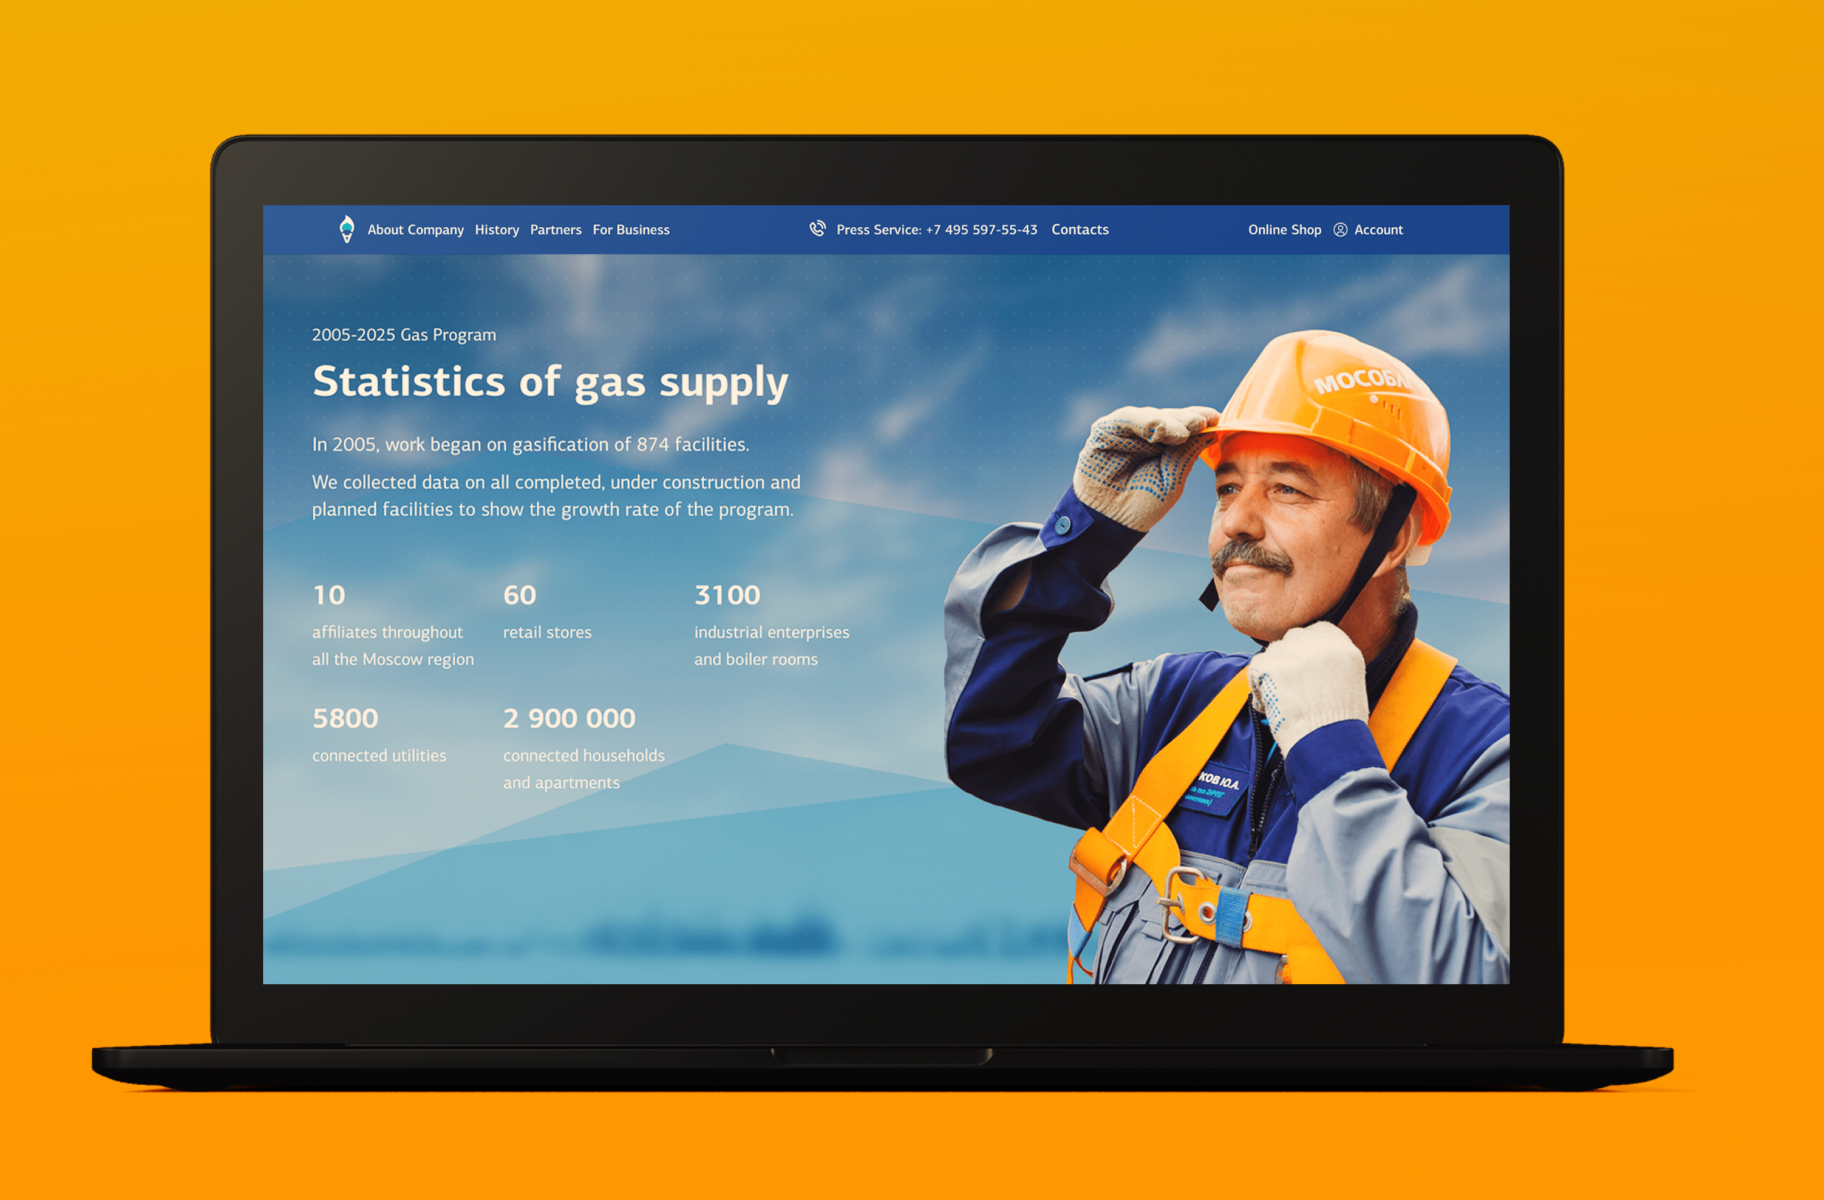 About Company History Partners For Business
Press Service: +7 495 597-55-43 Contacts
Online Shop Account
2005-2025 Gas Program
Statistics of gas supply
In 2005, work began on gasification of 874 facilities.
We collected data on all completed, under construction and
planned facilities to show the growth rate of the program.
10
affiliates throughout
all the Moscow region
60
retail stores
3100
industrial enterprises
and boiler rooms
5800
connected utilities
2 900 000
connected households
and apartments
МОСОБЛ
КОВ Ю.А.